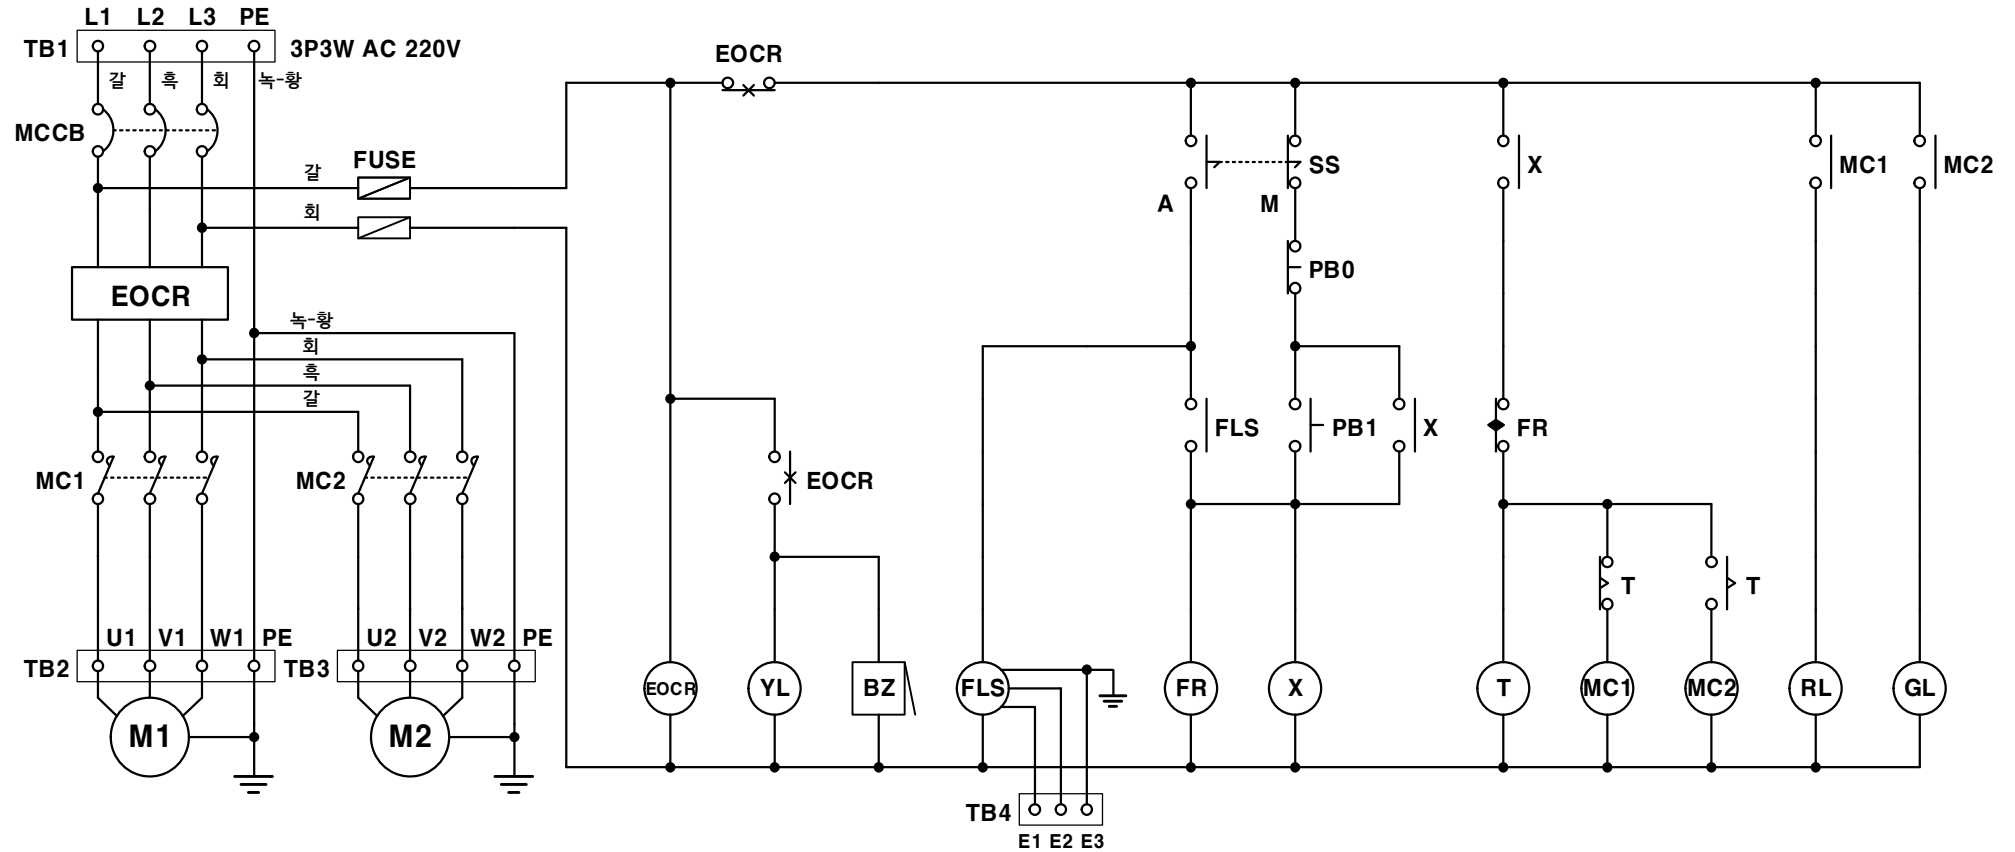 L1 L2 L3 PE
TB1 3P3W AC 220V
갈 흑 회 녹-황
MCCB
갈 FUSE
회
EOCR
녹-황
회
흑
갈
MC1 MC2
U1 V1 W1 PE U2 V2 W2 PE
TB2 TB3
M1 M2
EOCR
A M SS X MC1 MC2
PB0
FLS PB1 X FR
EOCR
T T
EOCR YL BZ FLS FR X T MC1 MC2 RL GL
TB4
E1 E2 E3